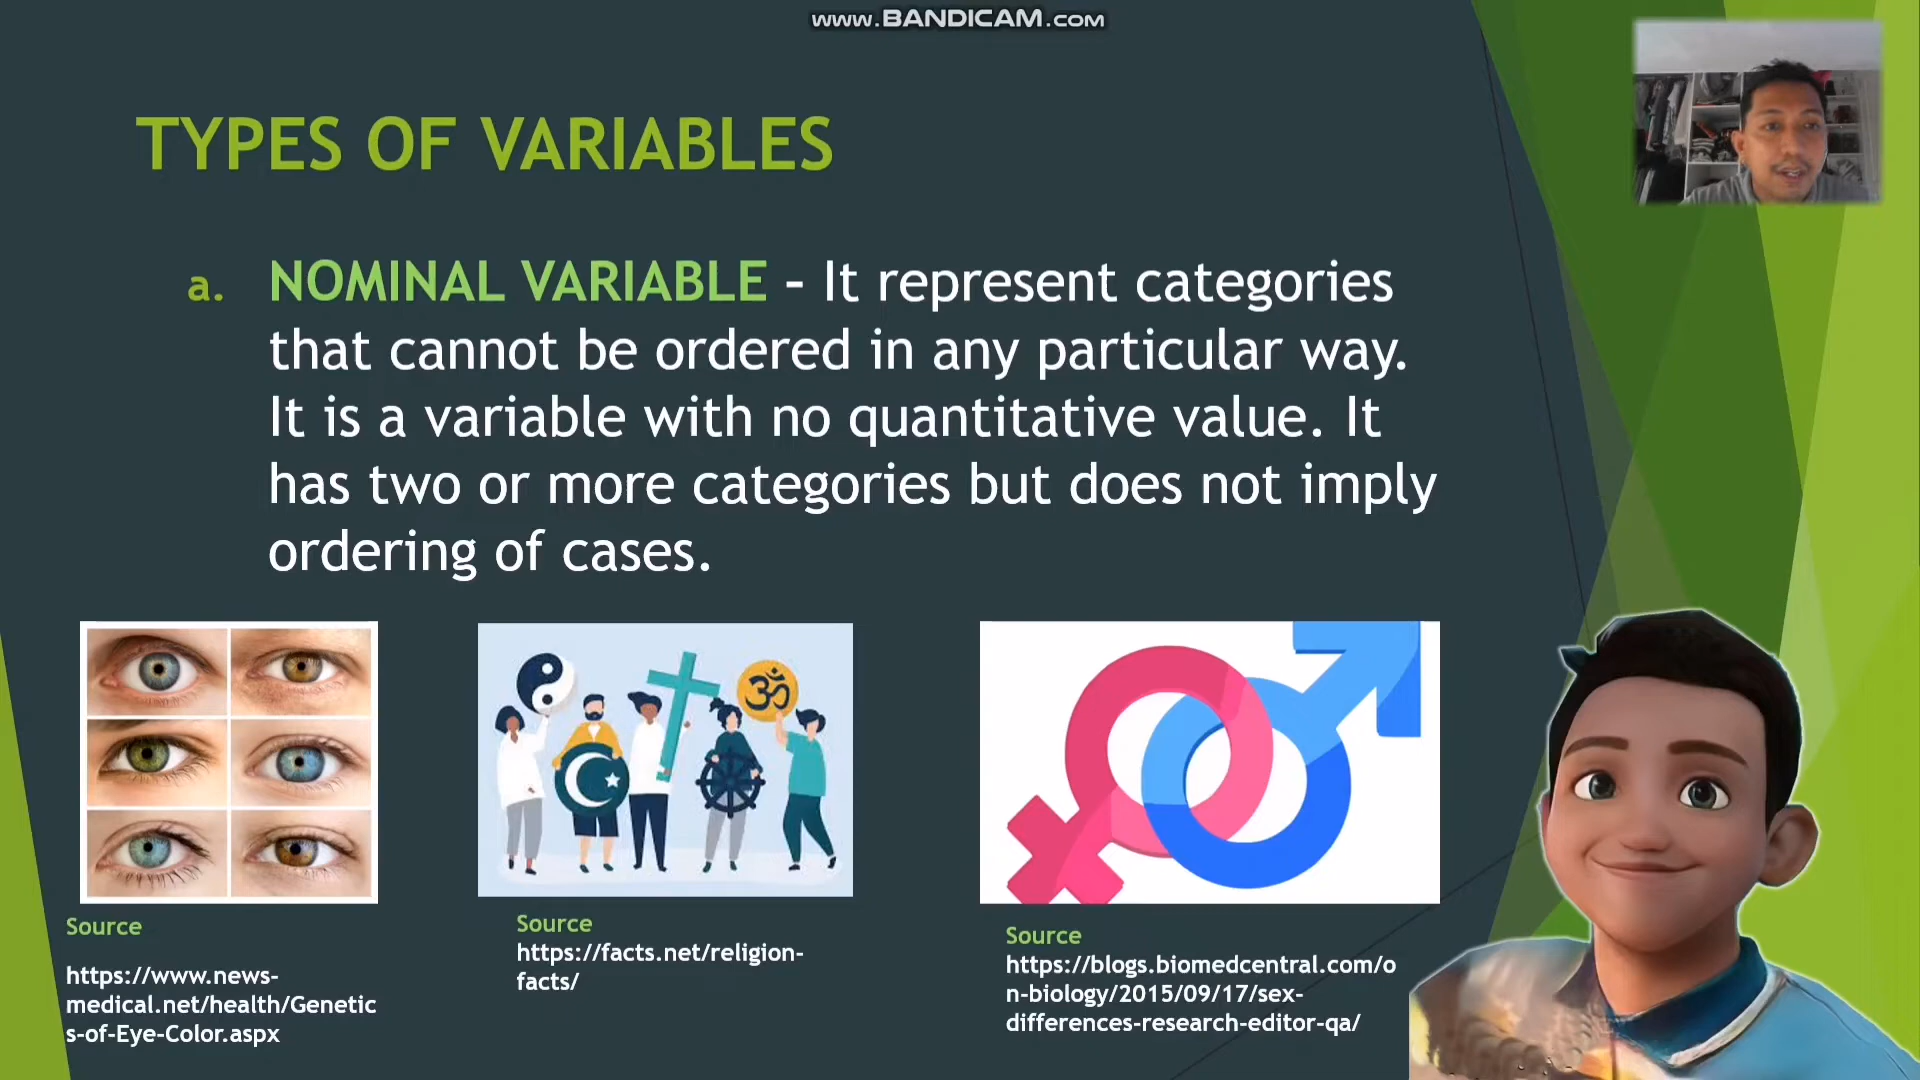 www.BANDICAM.com
TYPES OF VARIABLES
a. NOMINAL VARIABLE – It represent categories
that cannot be ordered in any particular way.
It is a variable with no quantitative value. It
has two or more categories but does not imply
ordering of cases.
Source
https://www.news-
medical.net/health/Genetic
s-of-Eye-Color.aspx
Source
https://facts.net/religion-
facts/
Source
https://blogs.biomedcentral.com/o
n-biology/2015/09/17/sex-
differences-research-editor-qa/